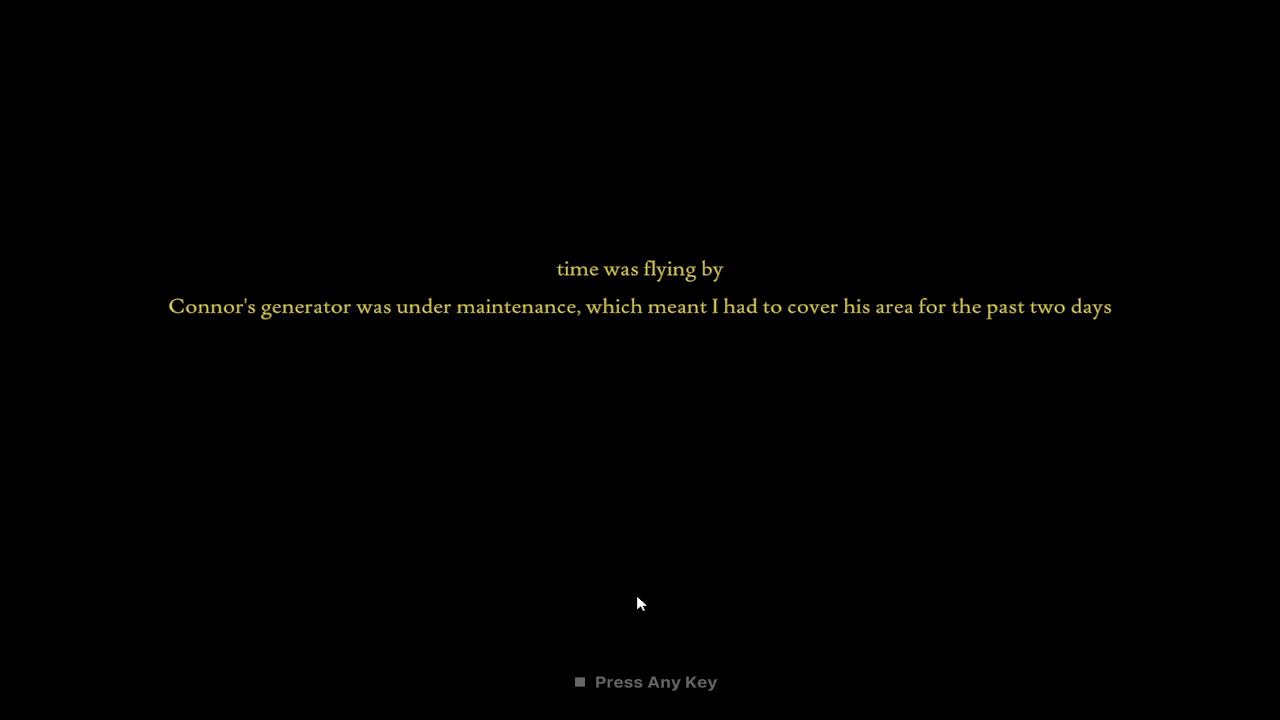 time was flying by
Connor's generator was under maintenance, which meant I had to cover his area for the past two days
Press Any Key